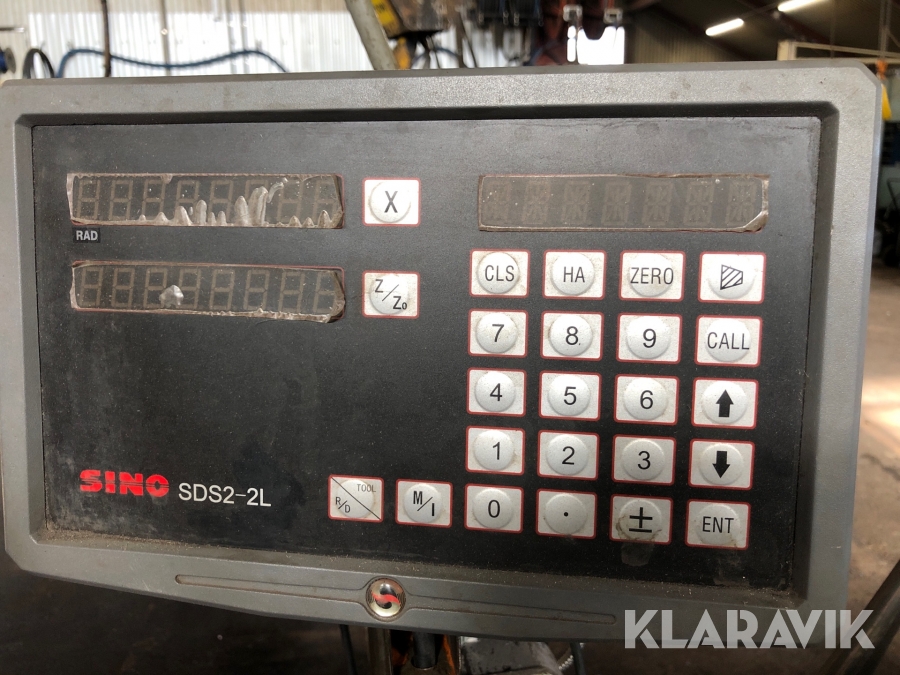 X
RAD
Z/Z₀
CLS HA ZERO
7 8 9 CALL
4 5 6
1 2 3
SINO SDS2-2L
R/D TOOL M/I 0 . ± ENT
KLARAVIK